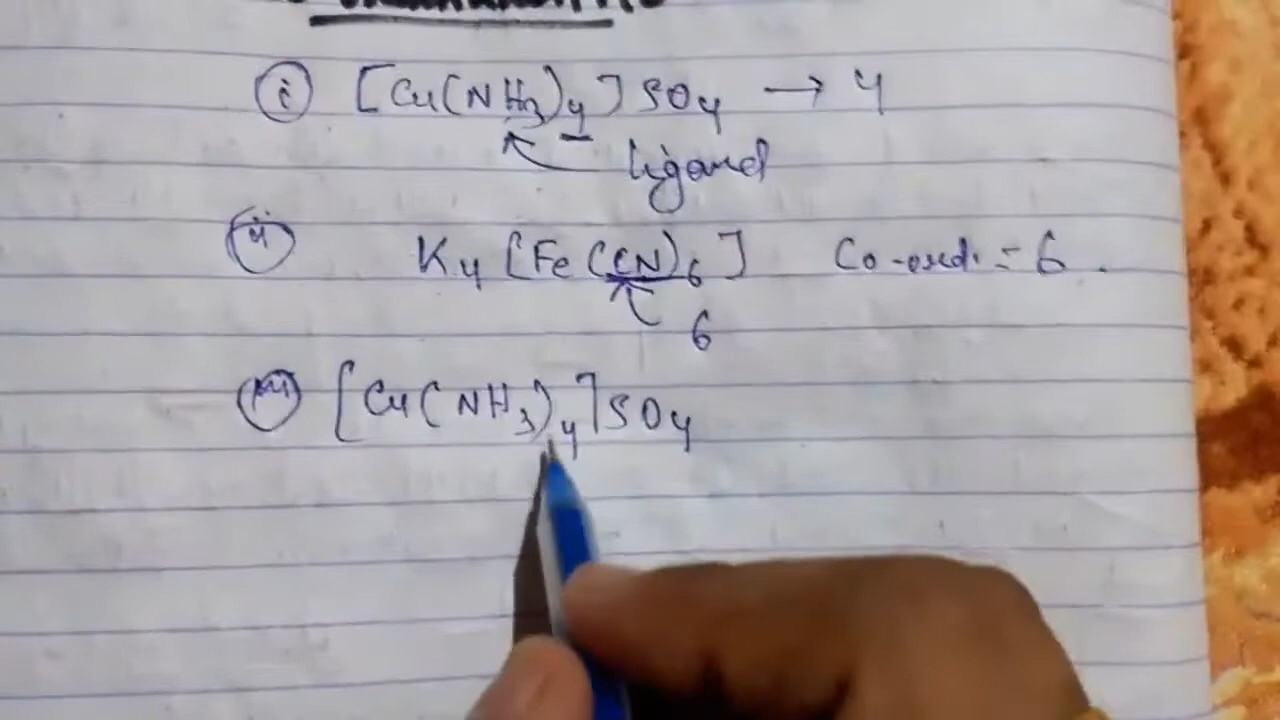 (i) [Cu(NH3)4]SO4 → 4
ligand
(ii) K4[Fe(CN)6] Co-ordi = 6.
6
(iii) [Cu(NH3)4]SO4